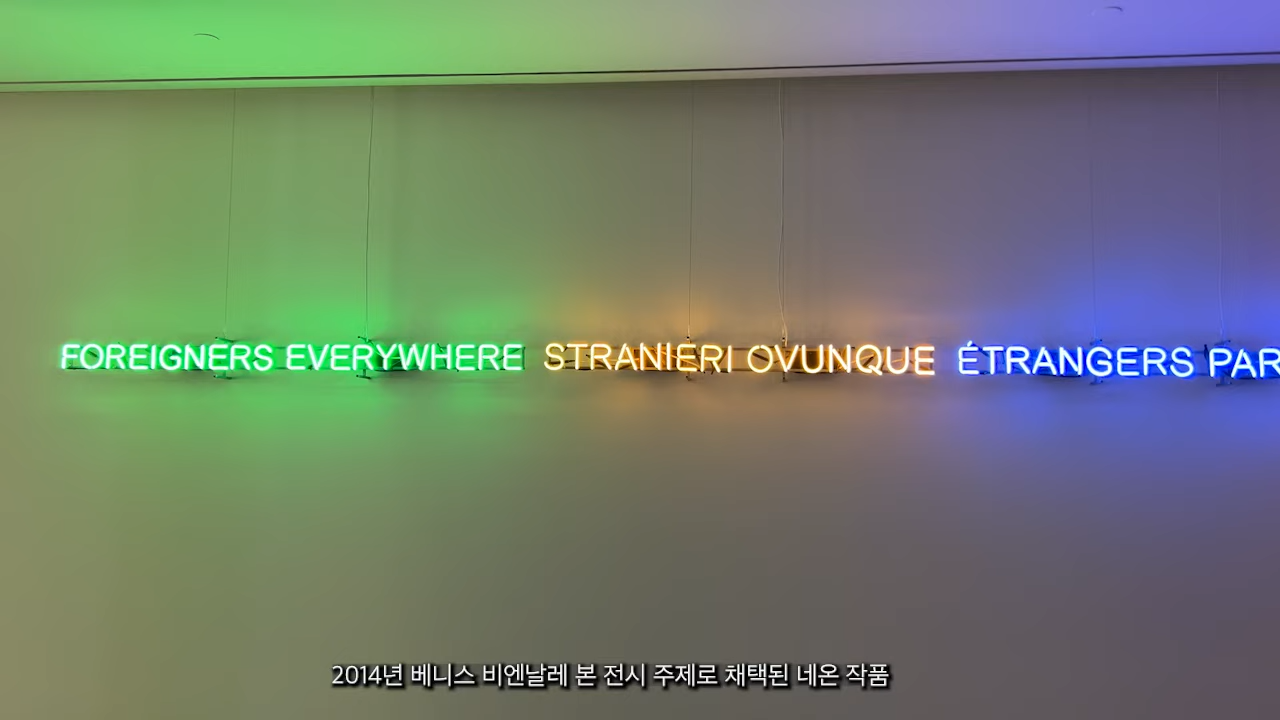 FOREIGNERS EVERYWHERE STRANIERI OVUNQUE ÉTRANGERS PAR
2014년 베니스 비엔날레 본 전시 주제로 채택된 네온 작품